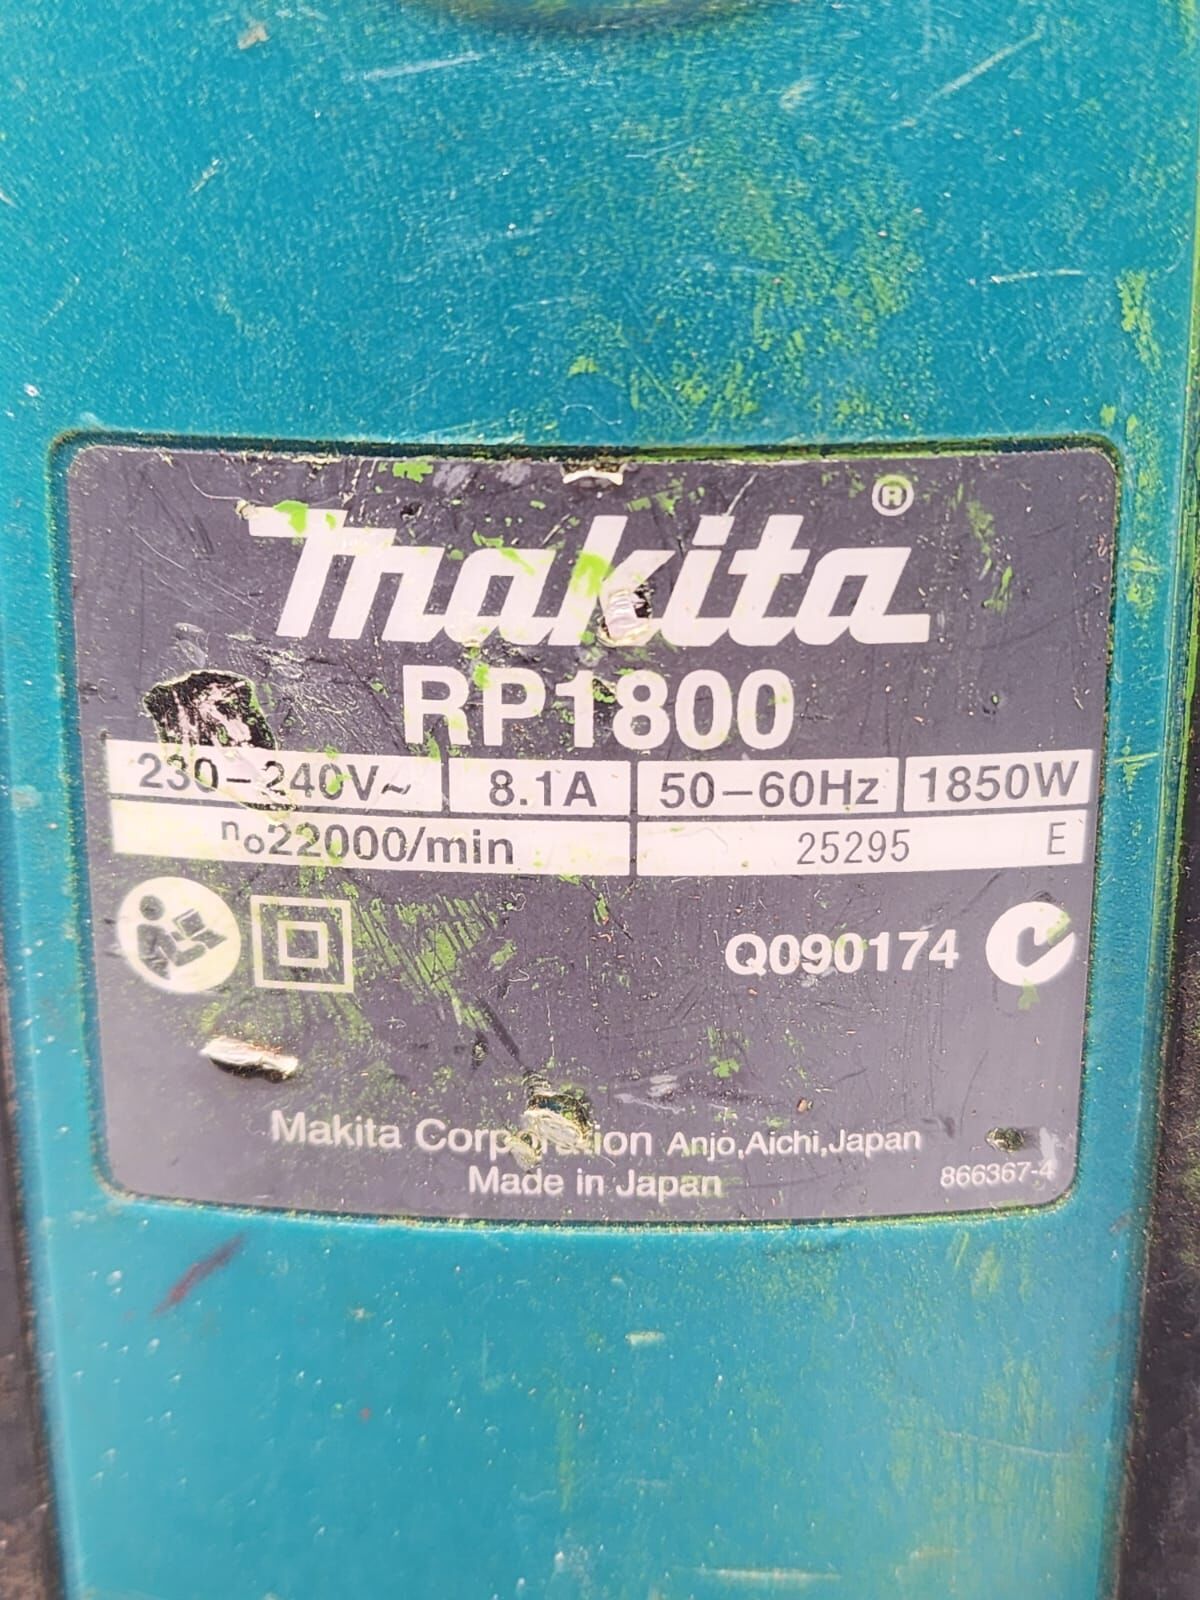 makita®
RP1800
230–240V~ 8.1A 50–60Hz 1850W
no22000/min 25295 E
Q090174
Makita Corporation Anjo,Aichi,Japan
Made in Japan 866367-4